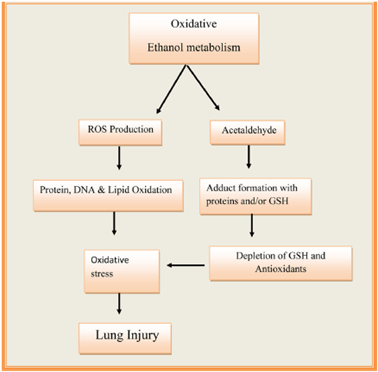 Oxidative
Ethanol metabolism
ROS Production
Acetaldehyde
Protein, DNA & Lipid Oxidation
Adduct formation with
proteins and/or GSH
Oxidative
stress
Depletion of GSH and
Antioxidants
Lung Injury